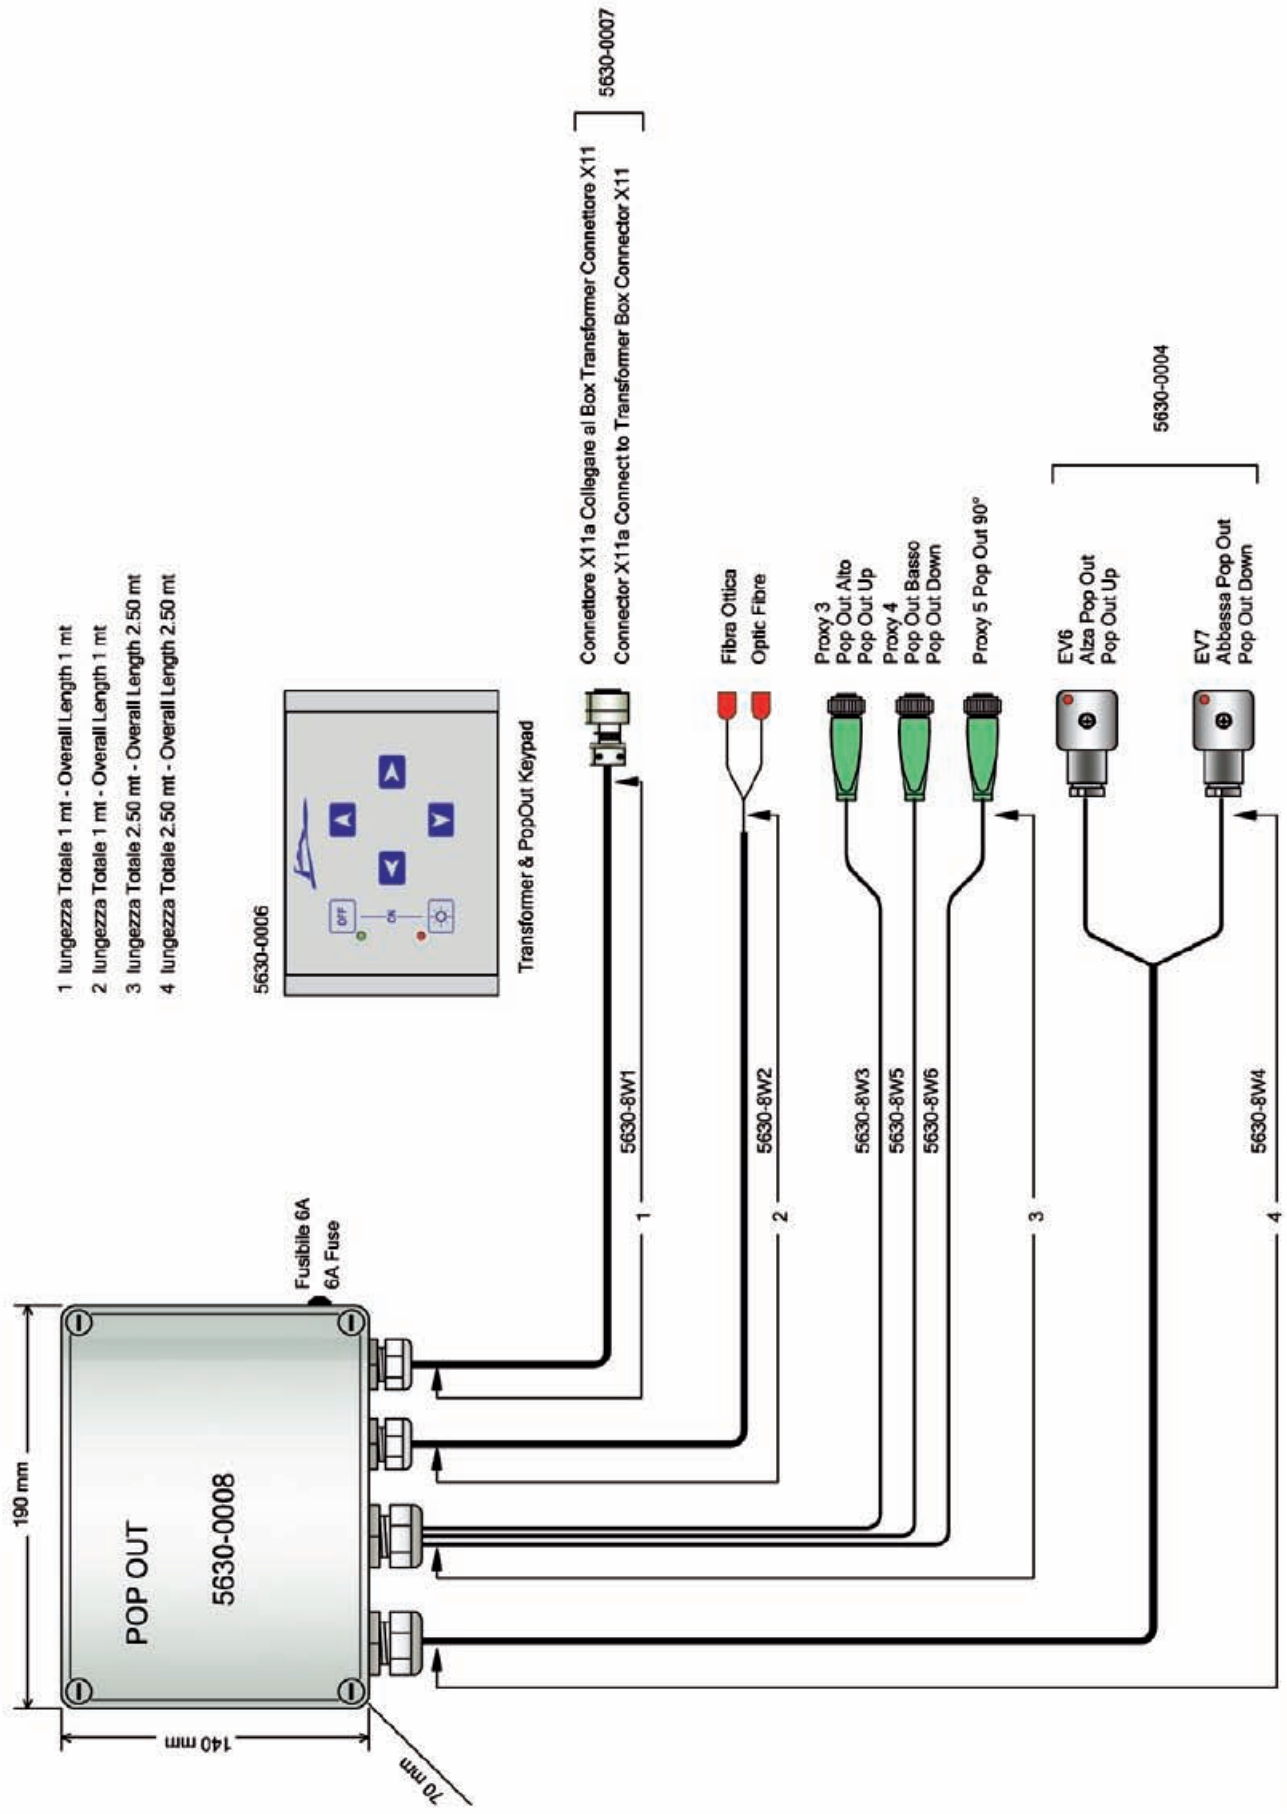 190 mm
140 mm
70 mm
POP OUT
5630-0008
Fusibile 6A
6A Fuse
1 lungezza Totale 1 mt - Overall Length 1 mt
2 lungezza Totale 1 mt - Overall Length 1 mt
3 lungezza Totale 2.50 mt - Overall Length 2.50 mt
4 lungezza Totale 2.50 mt - Overall Length 2.50 mt
5630-0006
OFF
ON
Transformer & PopOut Keypad
5630-8W1
1
Connettore X11a Collegare al Box Transformer Connettore X11
Connector X11a Connect to Transformer Box Connector X11
5630-0007
5630-8W2
2
Fibra Ottica
Optic Fibre
5630-8W3
5630-8W5
5630-8W6
3
Proxy 3
Pop Out Alto
Pop Out Up
Proxy 4
Pop Out Basso
Pop Out Down
Proxy 5 Pop Out 90°
EV6
Alza Pop Out
Pop Out Up
EV7
Abbassa Pop Out
Pop Out Down
5630-0004
5630-8W4
4